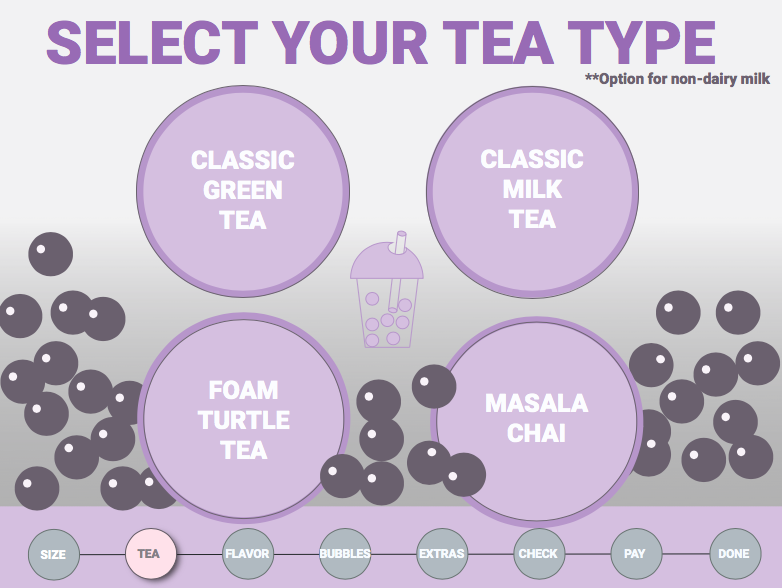 SELECT YOUR TEA TYPE
**Option for non-dairy milk
CLASSIC
GREEN
TEA
CLASSIC
MILK
TEA
FOAM
TURTLE
TEA
MASALA
CHAI
SIZE
TEA
FLAVOR
BUBBLES
EXTRAS
CHECK
PAY
DONE